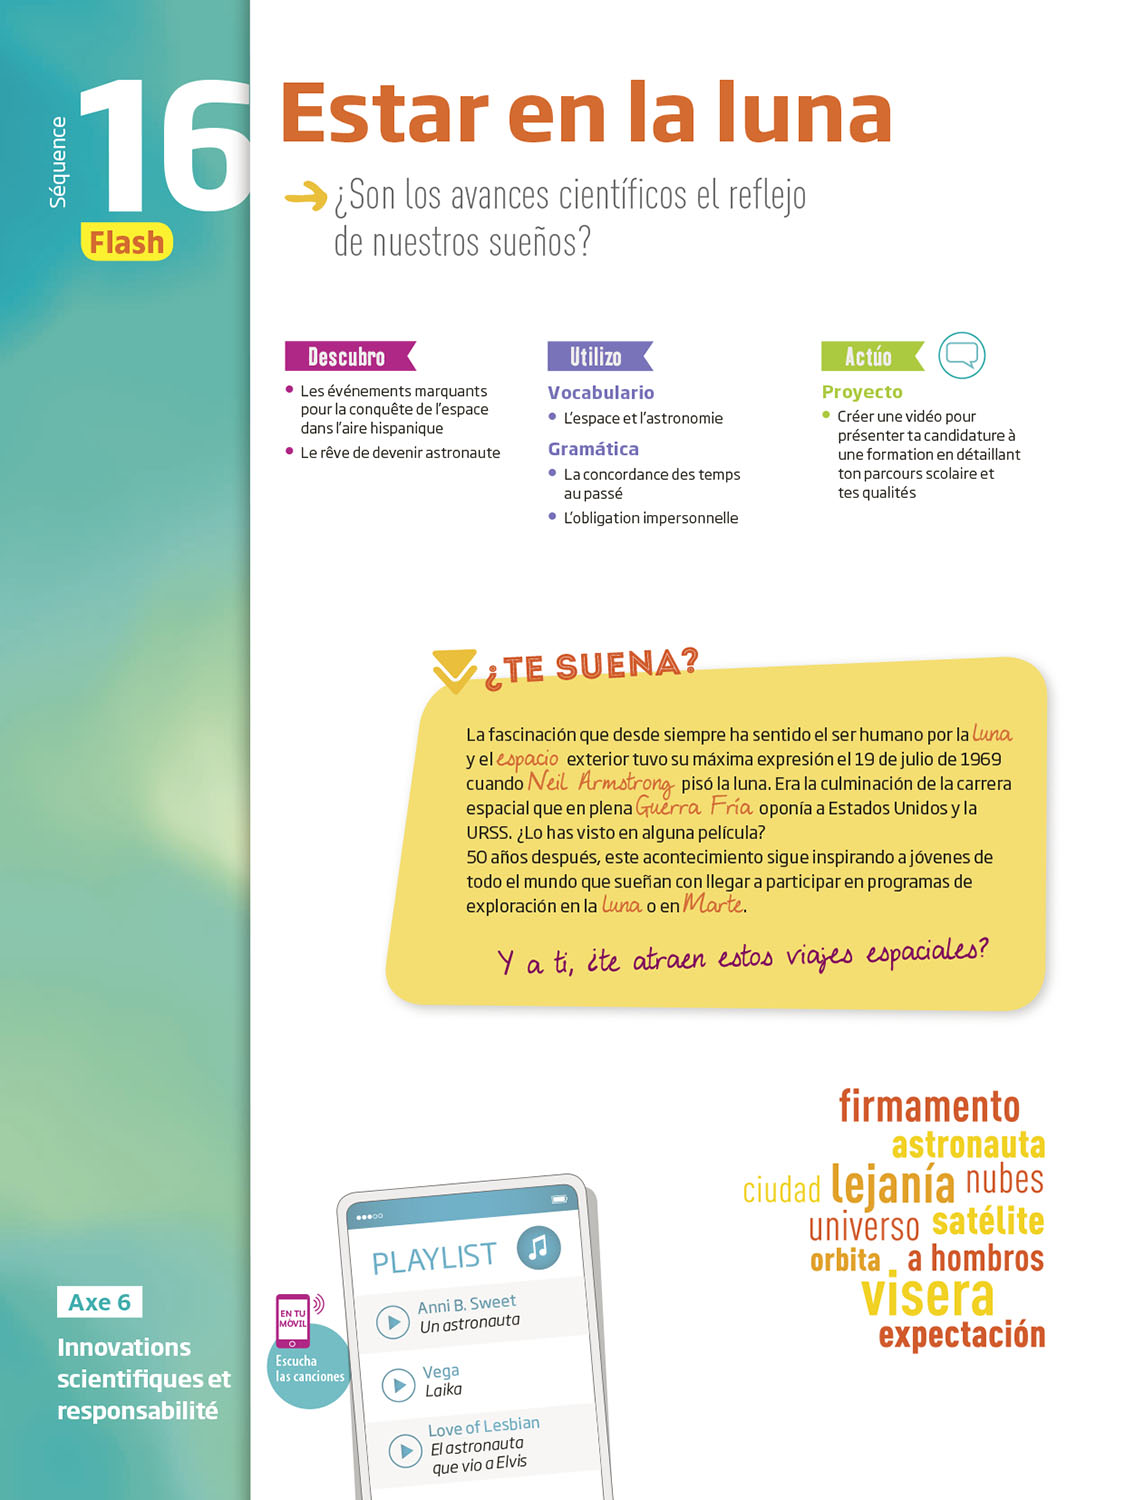 Séquence
16
Flash
Estar en la luna
¿Son los avances científicos el reflejo
de nuestros sueños?
Descubro
• Les événements marquants
pour la conquête de l'espace
dans l'aire hispanique
• Le rêve de devenir astronaute
Utilizo
Vocabulario
• L'espace et l'astronomie
Gramática
• La concordance des temps
au passé
• L'obligation impersonnelle
Actúo
Proyecto
• Créer une vidéo pour
présenter ta candidature à
une formation en détaillant
ton parcours scolaire et
tes qualités
¿TE SUENA?
La fascinación que desde siempre ha sentido el ser humano por la luna
y el espacio exterior tuvo su máxima expresión el 19 de julio de 1969
cuando Neil Armstrong pisó la luna. Era la culminación de la carrera
espacial que en plena Guerra Fría oponía a Estados Unidos y la
URSS. ¿Lo has visto en alguna película?
50 años después, este acontecimiento sigue inspirando a jóvenes de
todo el mundo que sueñan con llegar a participar en programas de
exploración en la luna o en Marte.
Y a ti, ¿te atraen estos viajes espaciales?
firmamento
astronauta
ciudad lejanía nubes
universo satélite
orbita a hombros
visera
expectación
PLAYLIST
Anni B. Sweet
Un astronauta
Vega
Laika
Love of Lesbian
El astronauta
que vio a Elvis
EN TU
MÒVIL
Escucha
las canciones
Axe 6
Innovations
scientifiques et
responsabilité